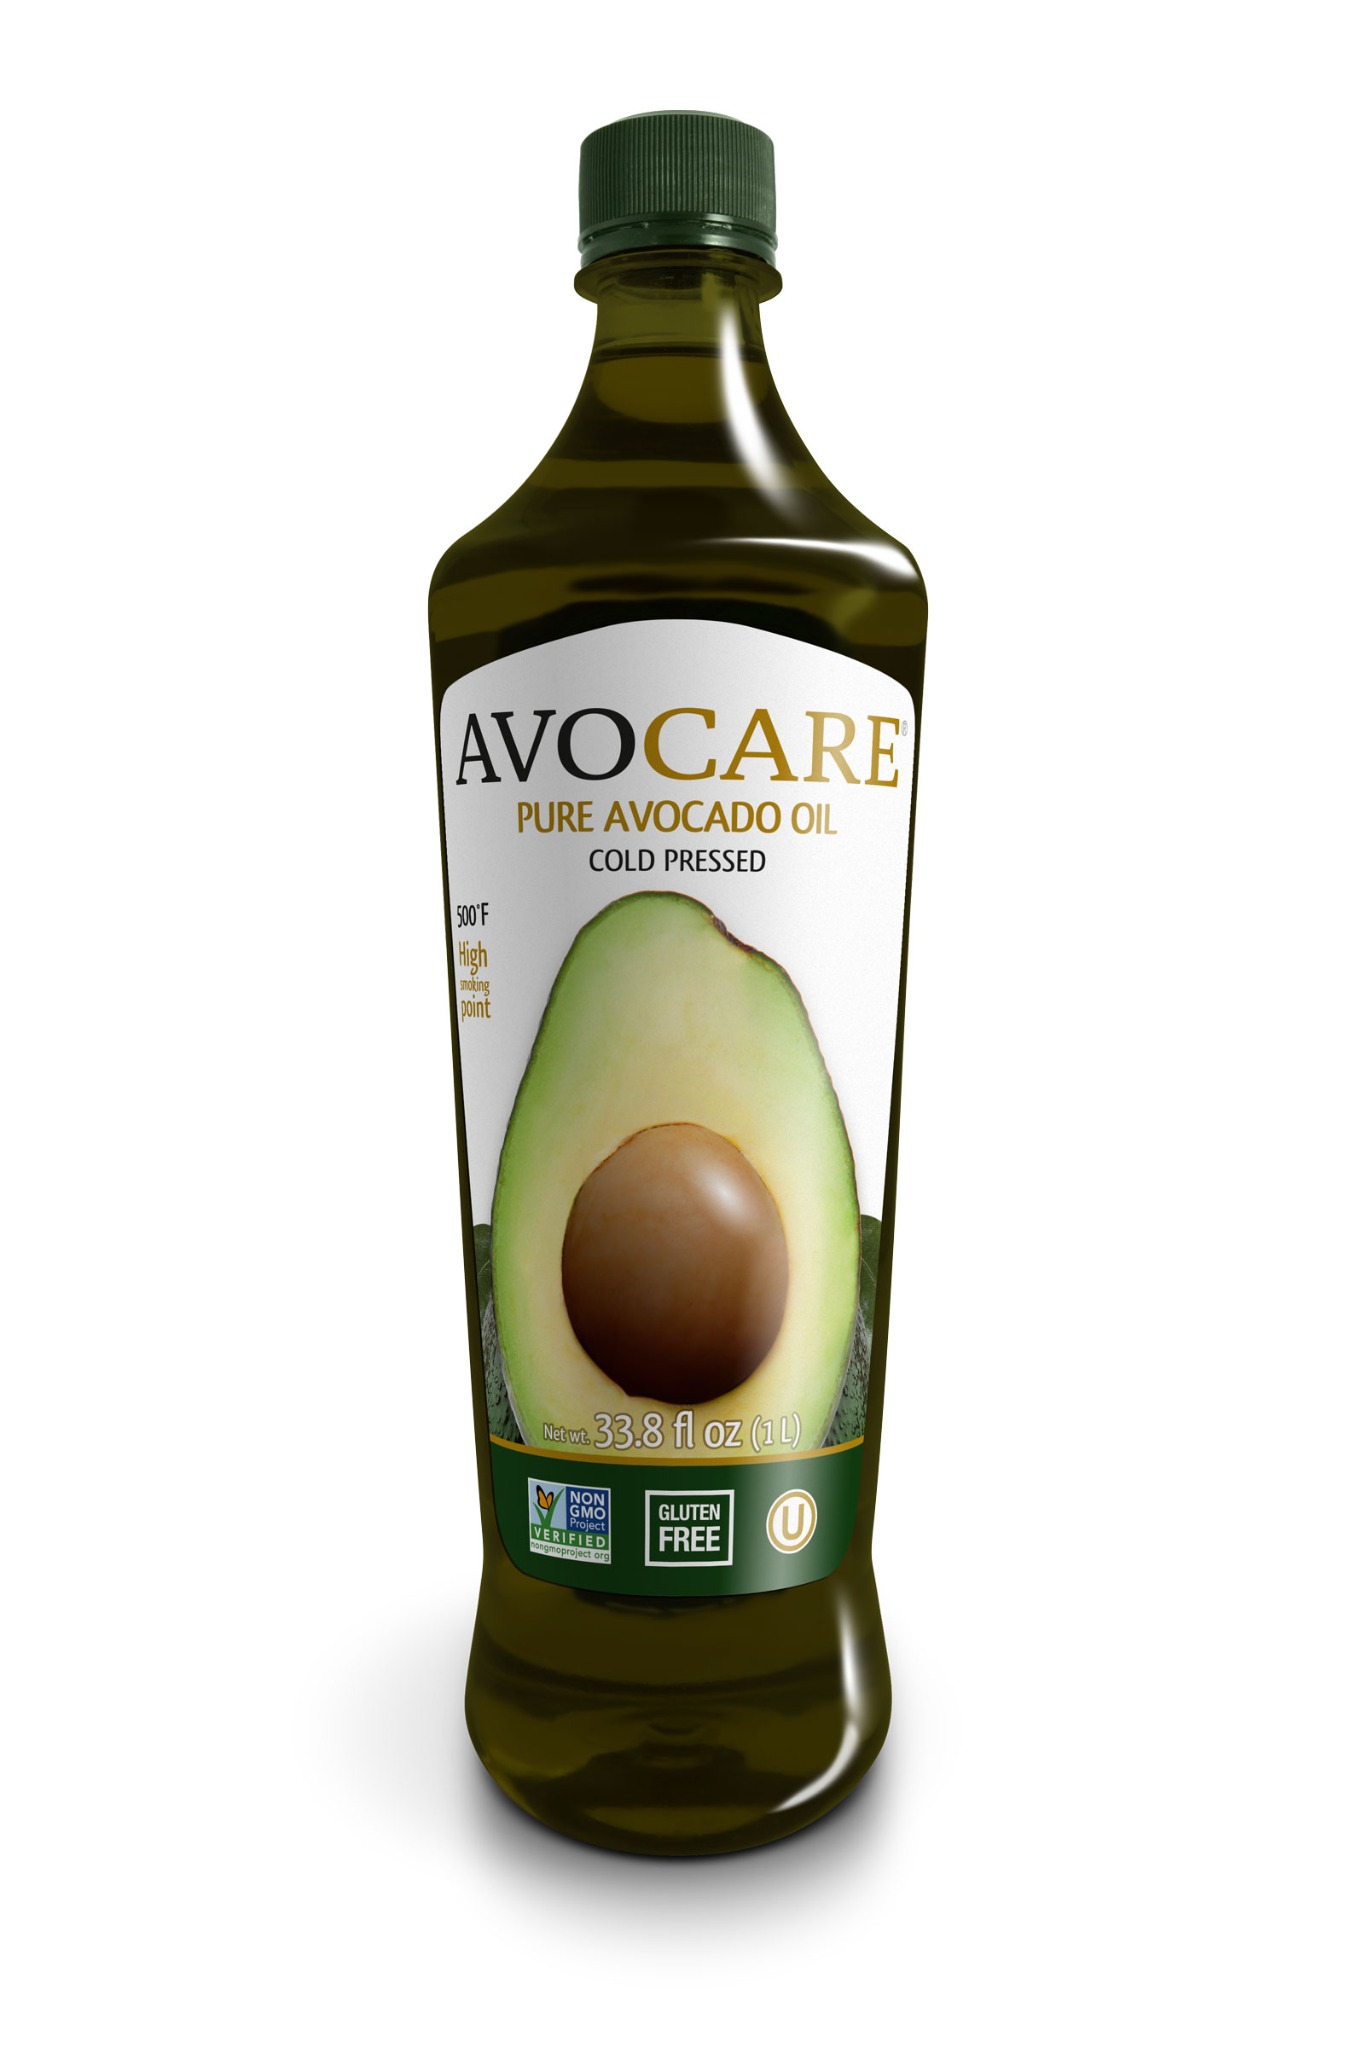 AVOCARE®
PURE AVOCADO OIL
COLD PRESSED
500°F
High
smoking
point
Net wt. 33.8 fl oz (1 L)
NON
GMO
Project
VERIFIED
nongmoproject.org
GLUTEN
FREE
U